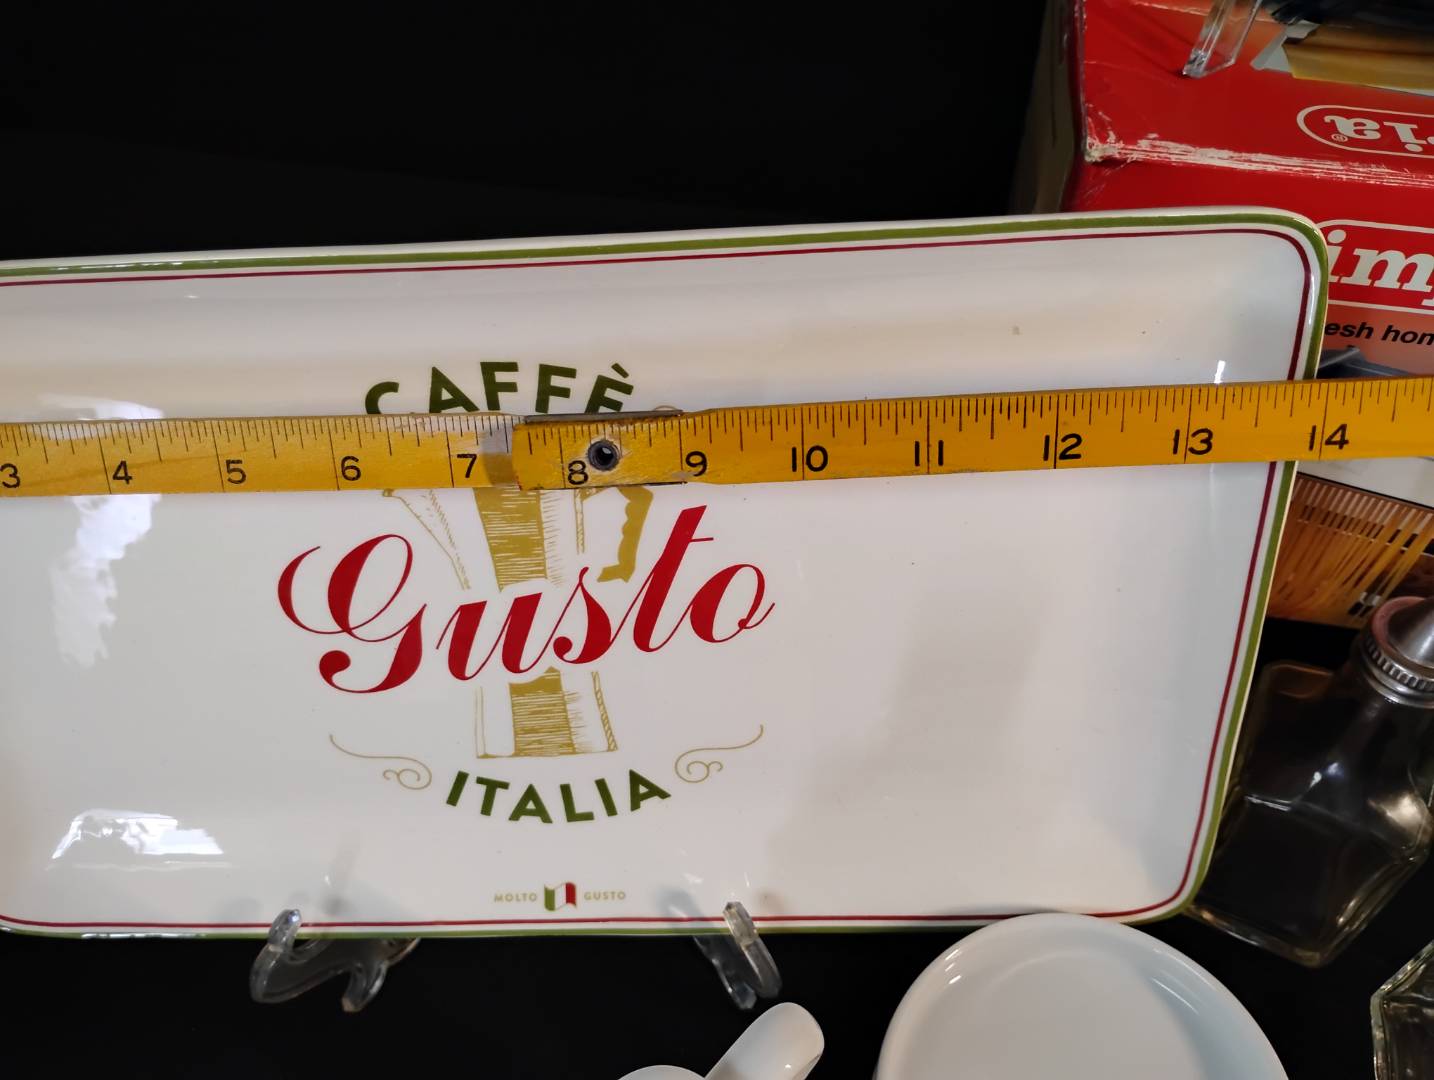 CAFFÈ
3 4 5 6 7 8 9 10 11 12 13 14
Gusto
ITALIA
MOLTO GUSTO